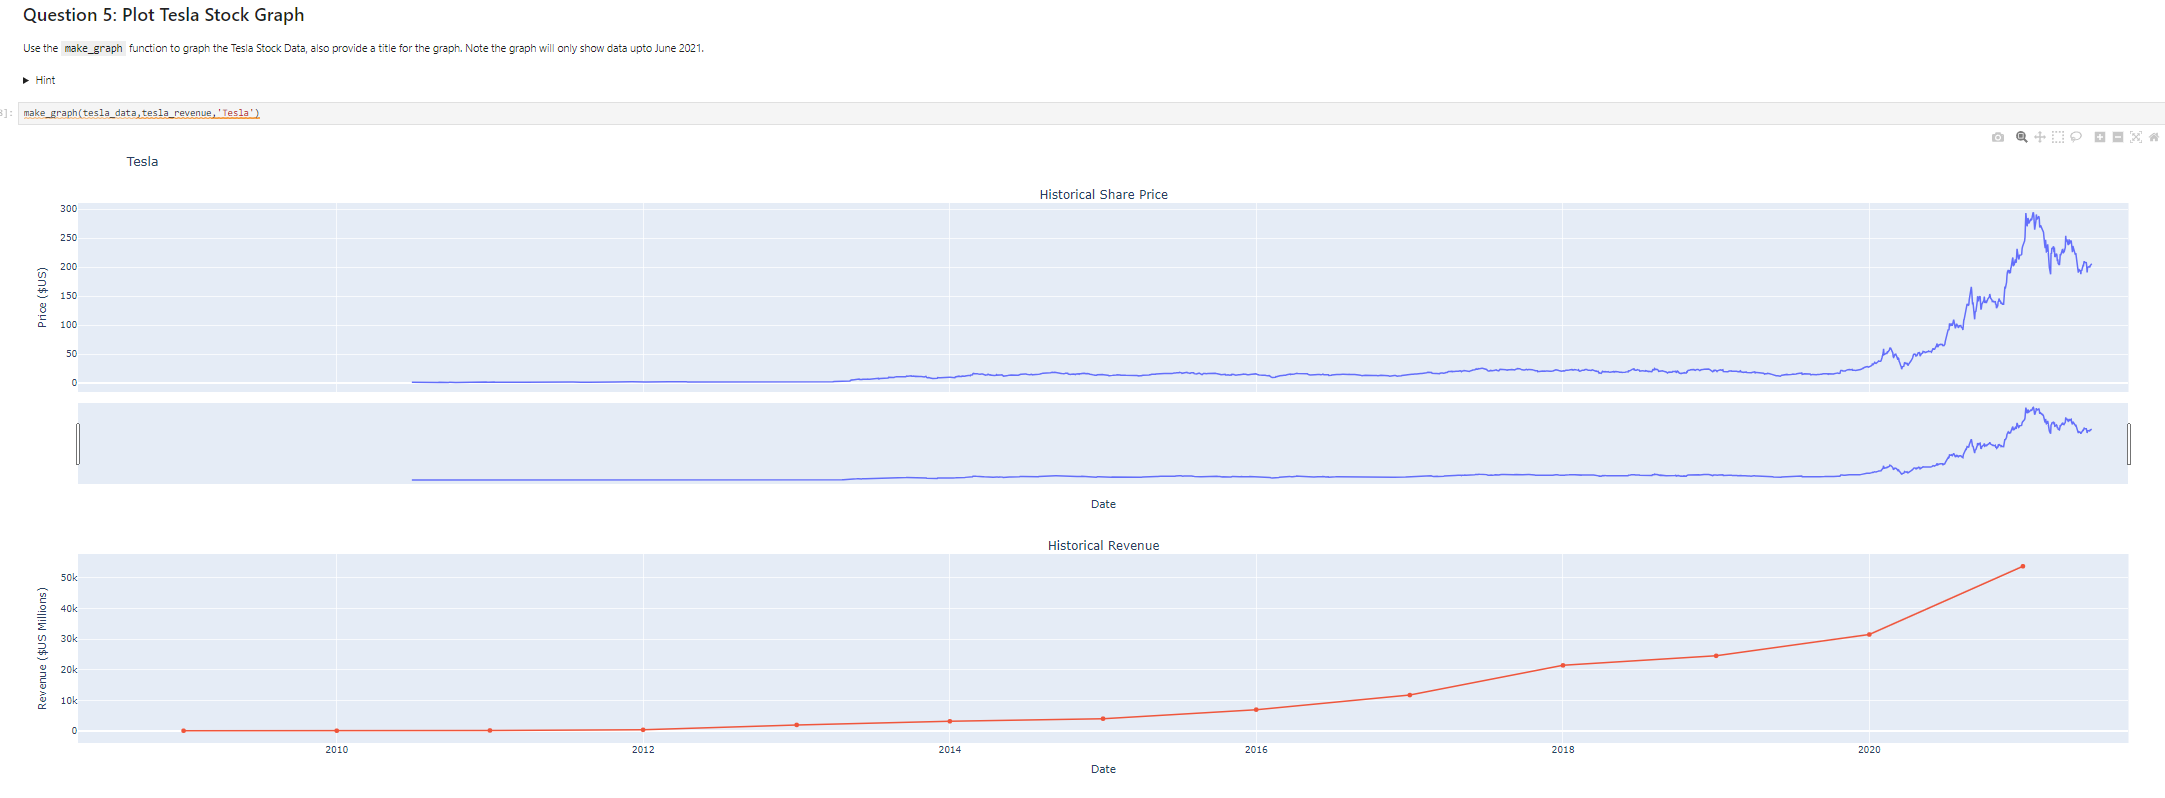 Question 5: Plot Tesla Stock Graph
Use the make_graph function to graph the Tesla Stock Data, also provide a title for the graph. Note the graph will only show data upto June 2021.
Hint
]: make_graph(tesla_data,tesla_revenue,'Tesla')
Tesla
Historical Share Price
300
250
200
150
100
50
0
Price ($US)
Date
Historical Revenue
50k
40k
30k
20k
10k
0
Revenue ($US Millions)
2010 2012 2014 2016 2018 2020
Date